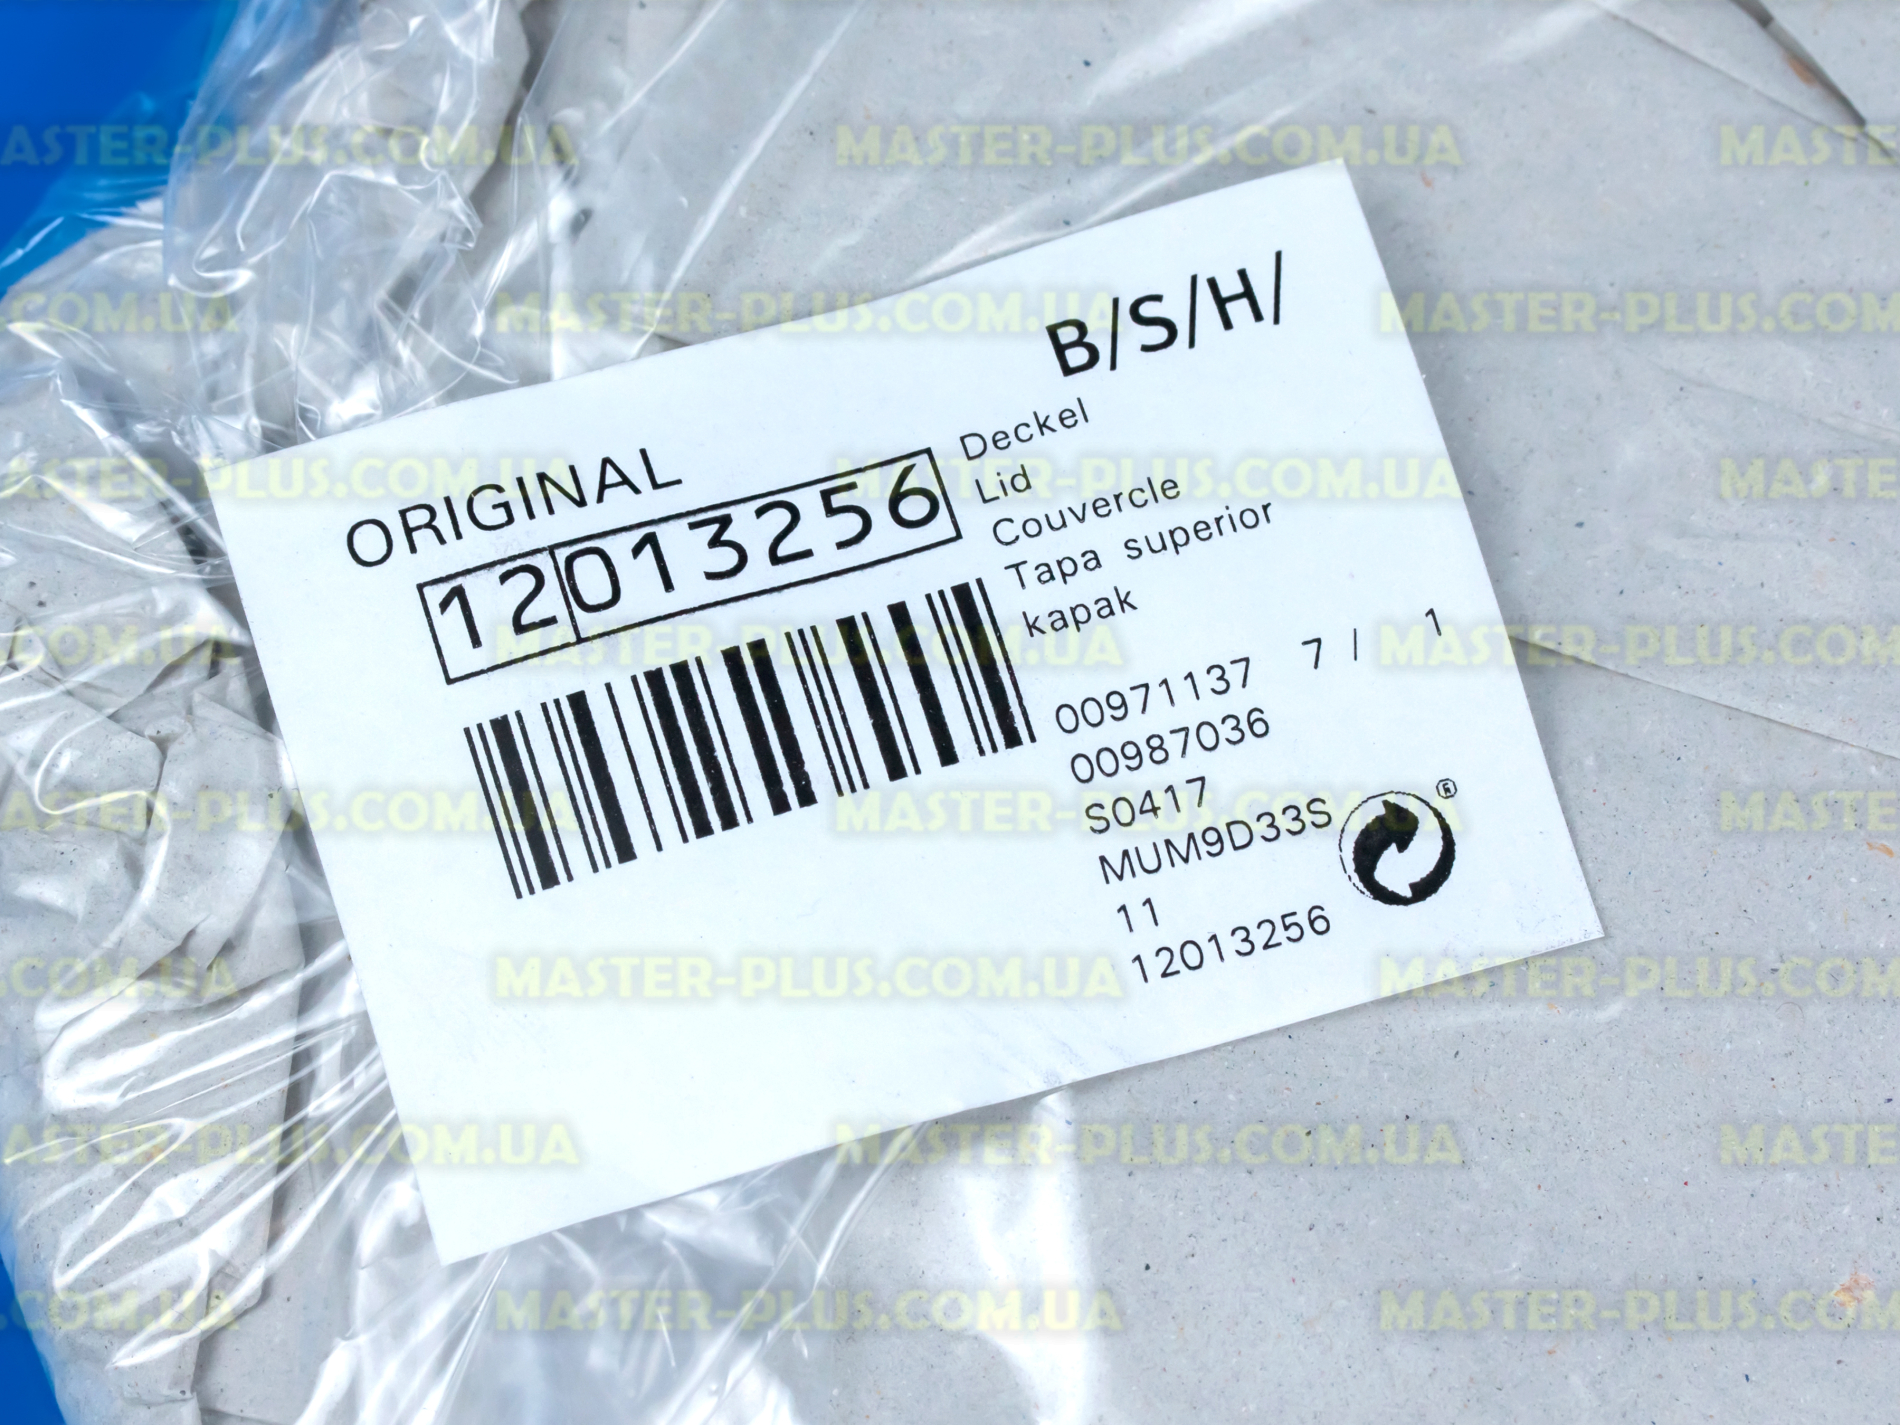 B/S/H/
ORIGINAL
12013256
Deckel
Lid
Couvercle
Tapa superior
kapak
00971137 7 / 1
00987036
S0417
MUM9D33S
11
12013256
®
MASTER-PLUS.COM.UA